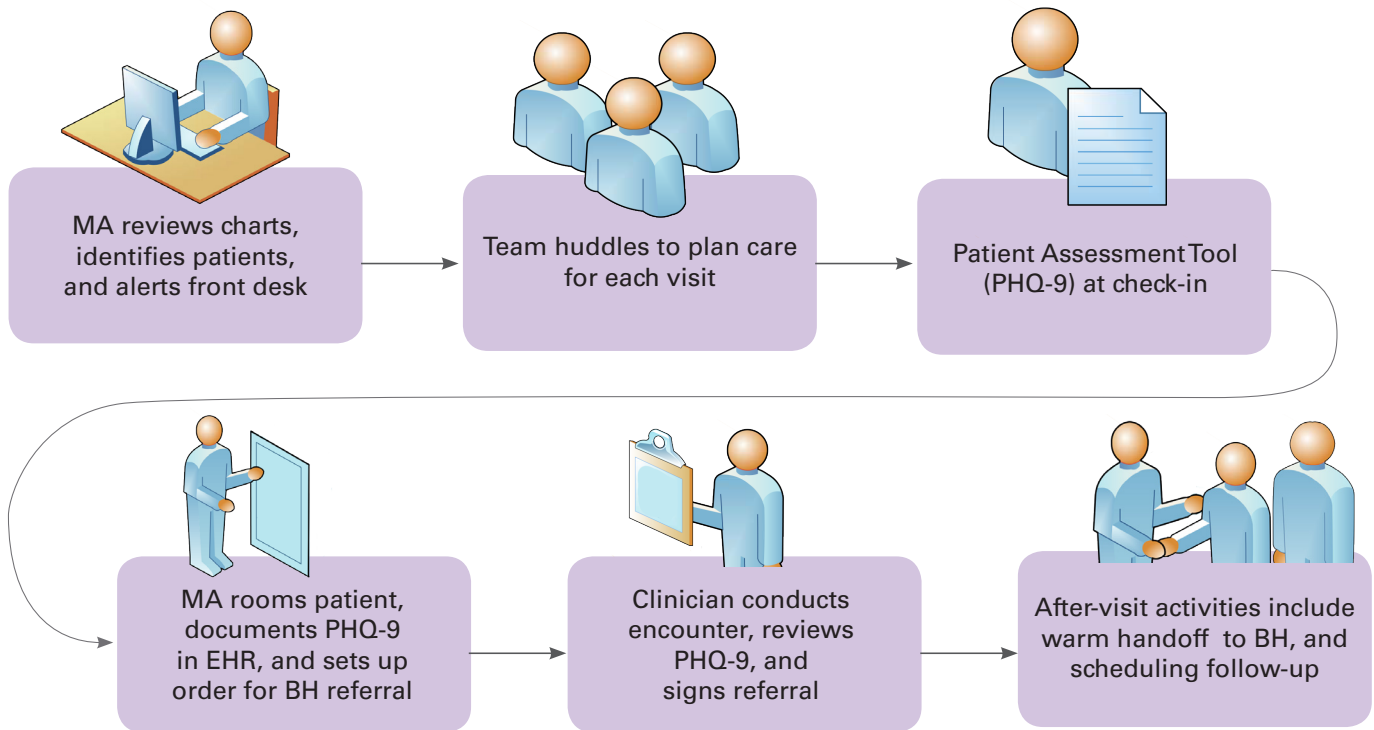 MA reviews charts,
identifies patients,
and alerts front desk
Team huddles to plan care
for each visit
Patient Assessment Tool
(PHQ-9) at check-in
MA rooms patient,
documents PHQ-9
in EHR, and sets up
order for BH referral
Clinician conducts
encounter, reviews
PHQ-9, and
signs referral
After-visit activities include
warm handoff to BH, and
scheduling follow-up